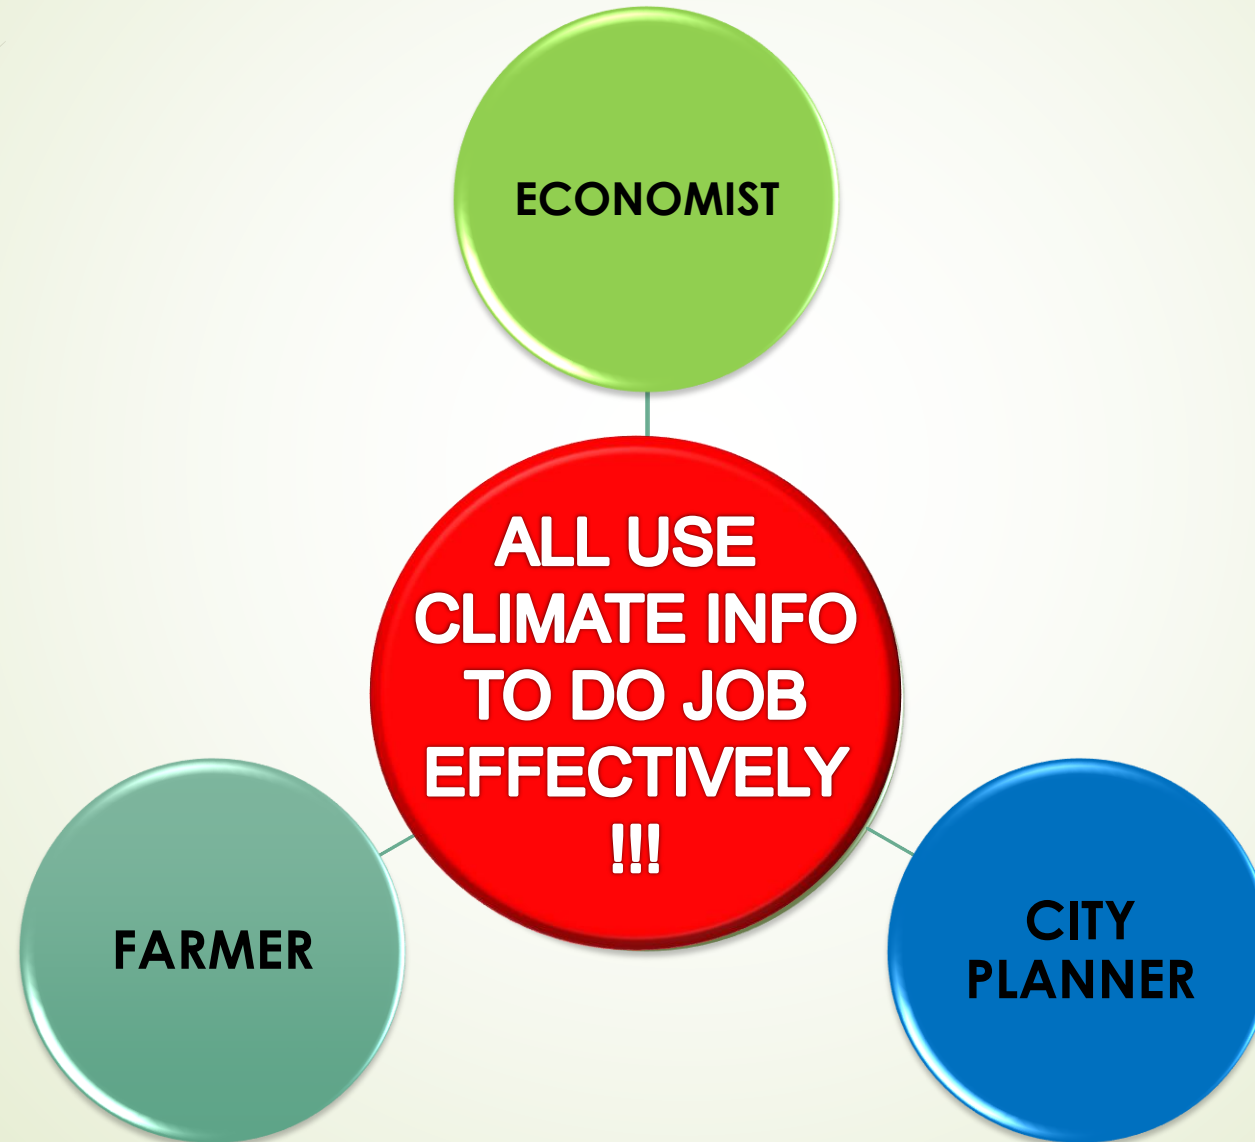 ECONOMIST
ALL USE
CLIMATE INFO
TO DO JOB
EFFECTIVELY
!!!
FARMER
CITY
PLANNER